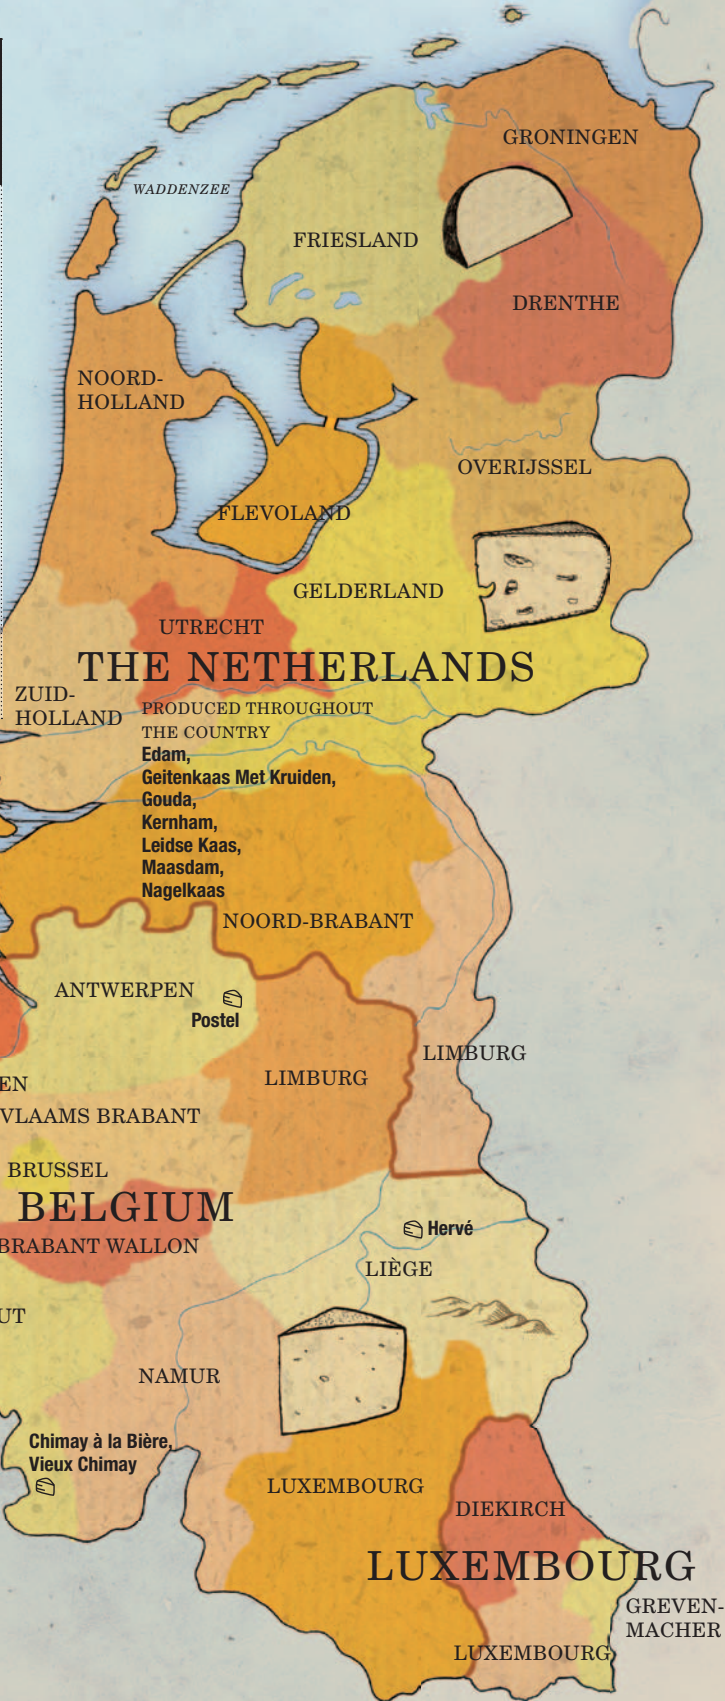 GRONINGEN
WADDENZEE
FRIESLAND
DRENTHE
NOORD-
HOLLAND
OVERIJSSEL
FLEVOLAND
GELDERLAND
UTRECHT
THE NETHERLANDS
ZUID-
HOLLAND
PRODUCED THROUGHOUT
THE COUNTRY
Edam,
Geitenkaas Met Kruiden,
Gouda,
Kernham,
Leidse Kaas,
Maasdam,
Nagelkaas
NOORD-BRABANT
ANTWERPEN
Postel
LIMBURG
LIMBURG
EN
VLAAMS BRABANT
BRUSSEL
BELGIUM
Hervé
BRABANT WALLON
LIÈGE
UT
NAMUR
Chimay à la Bière,
Vieux Chimay
LUXEMBOURG
DIEKIRCH
LUXEMBOURG
GREVEN-
MACHER
LUXEMBOURG